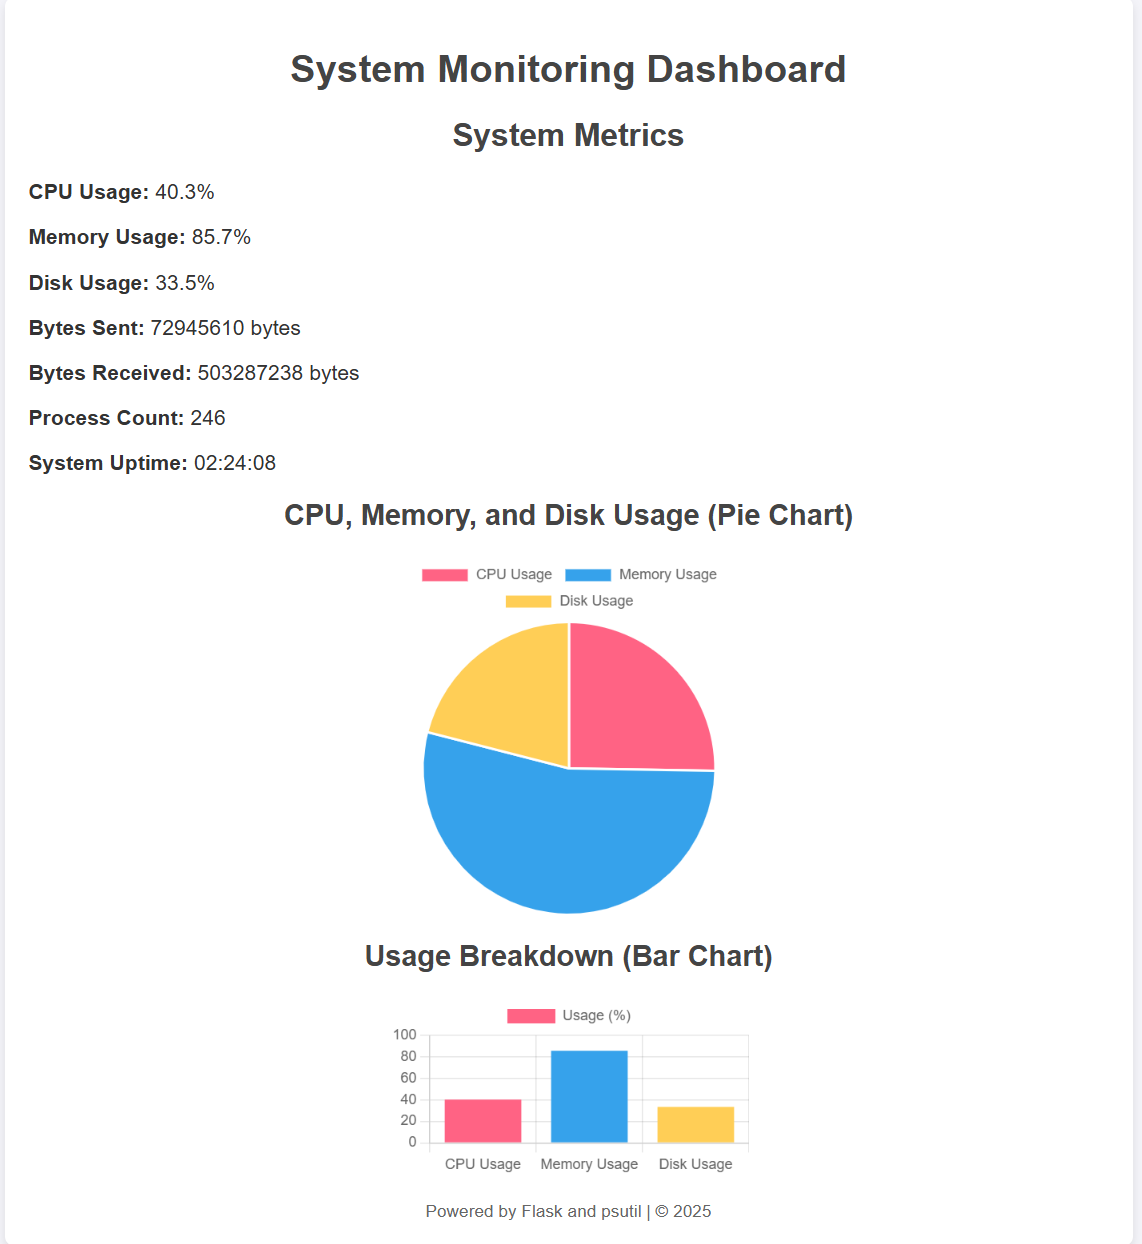 System Monitoring Dashboard
System Metrics
CPU Usage: 40.3%
Memory Usage: 85.7%
Disk Usage: 33.5%
Bytes Sent: 72945610 bytes
Bytes Received: 503287238 bytes
Process Count: 246
System Uptime: 02:24:08
CPU, Memory, and Disk Usage (Pie Chart)
CPU Usage Memory Usage
Disk Usage
Usage Breakdown (Bar Chart)
Usage (%)
100
80
60
40
20
0
CPU Usage Memory Usage Disk Usage
Powered by Flask and psutil | © 2025